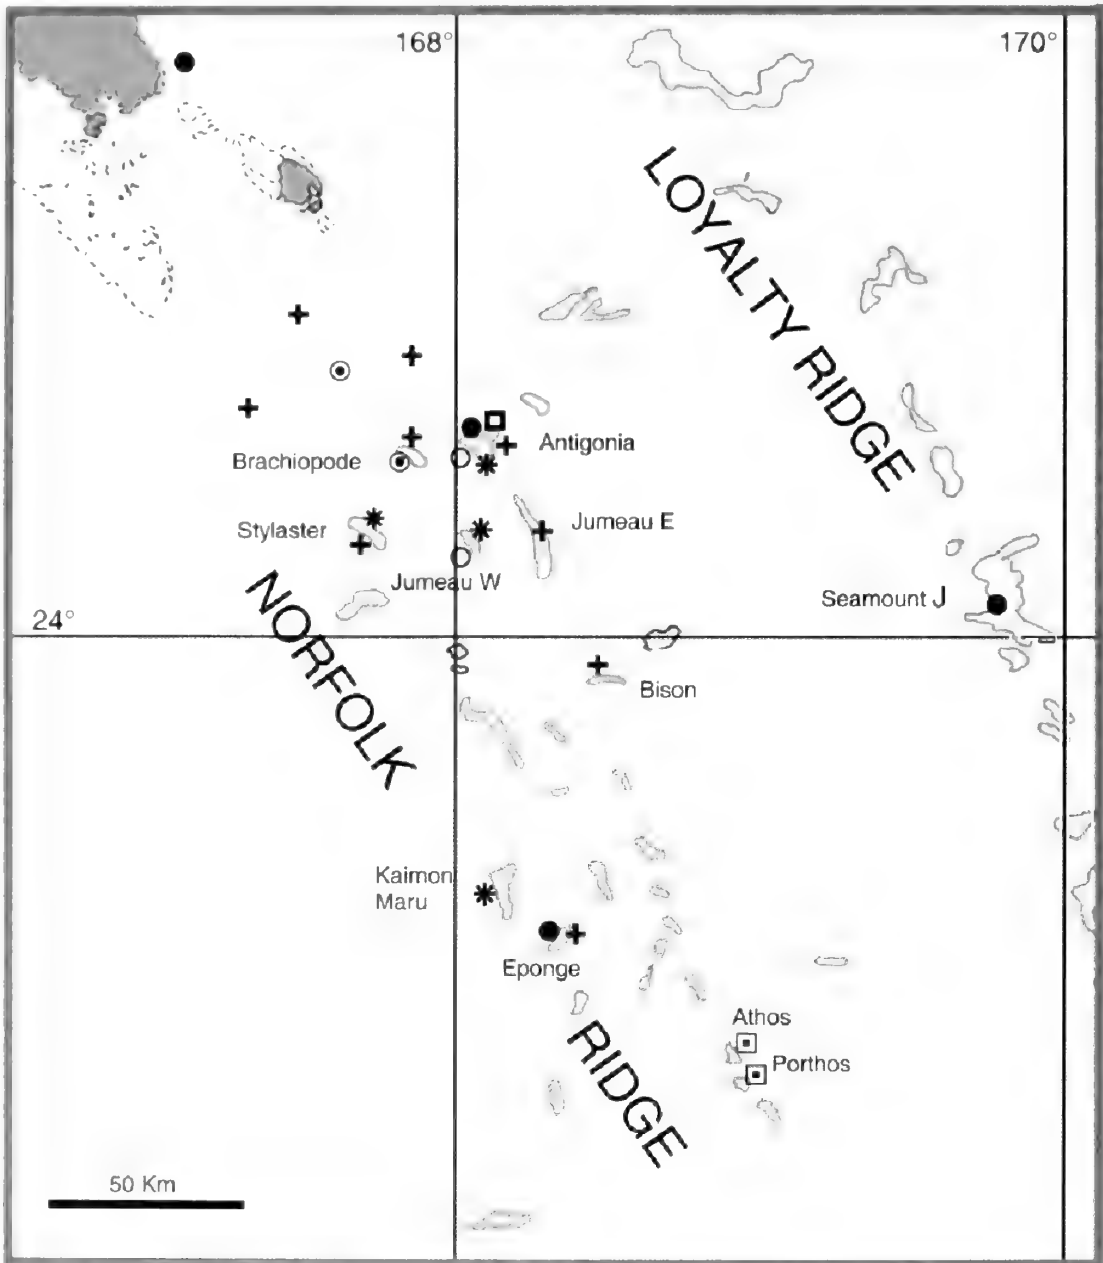 168°
170°
LOYALTY RIDGE
Antigonia
Brachiopode
Jumeau E
Stylaster
Jumeau W
Seamount J
24°
NORFOLK
Bison
Kaimon
Maru
Eponge
Athos
RIDGE
Porthos
50 Km